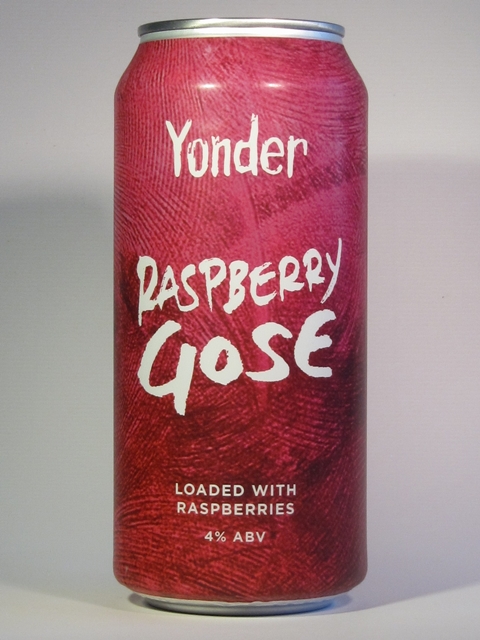 Yonder
RASPBERRY
GOSE
LOADED WITH
RASPBERRIES
4% ABV